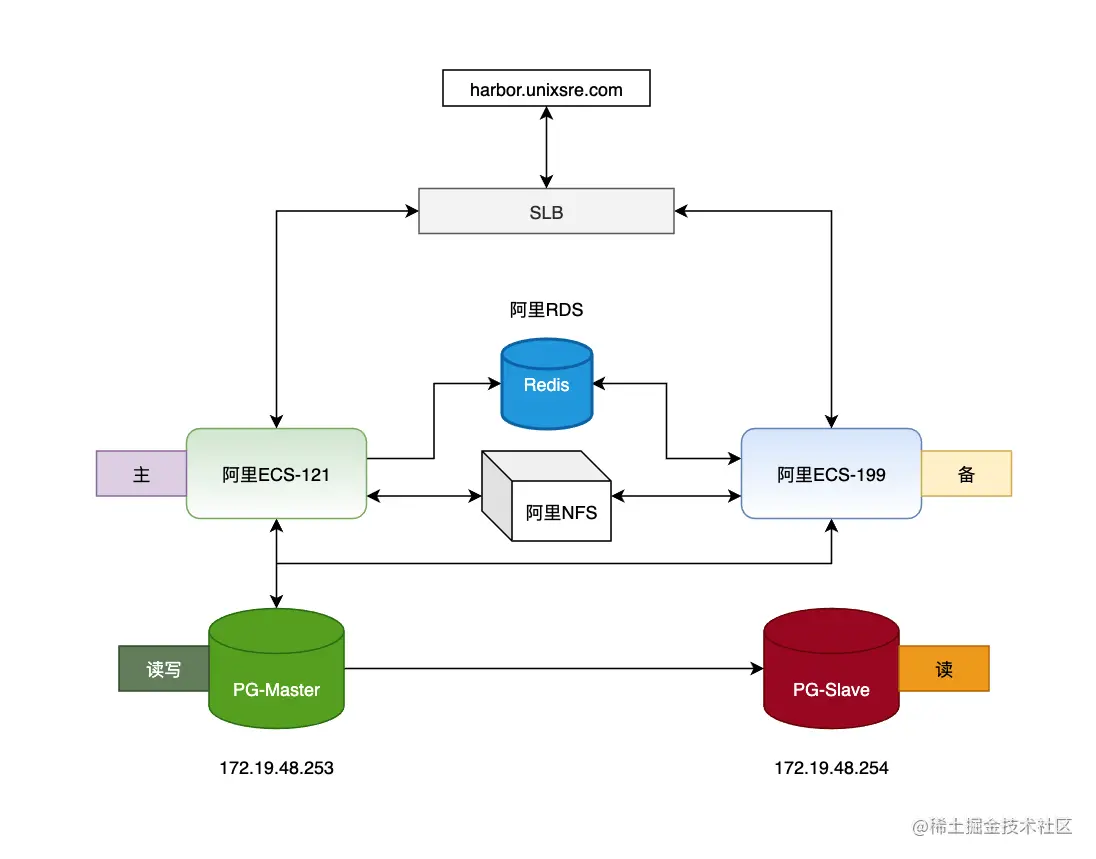 harbor.unixsre.com
SLB
阿里RDS
Redis
主
阿里ECS-121
阿里ECS-199
备
阿里NFS
读写
PG-Master
PG-Slave
读
172.19.48.253
172.19.48.254
@稀土掘金技术社区